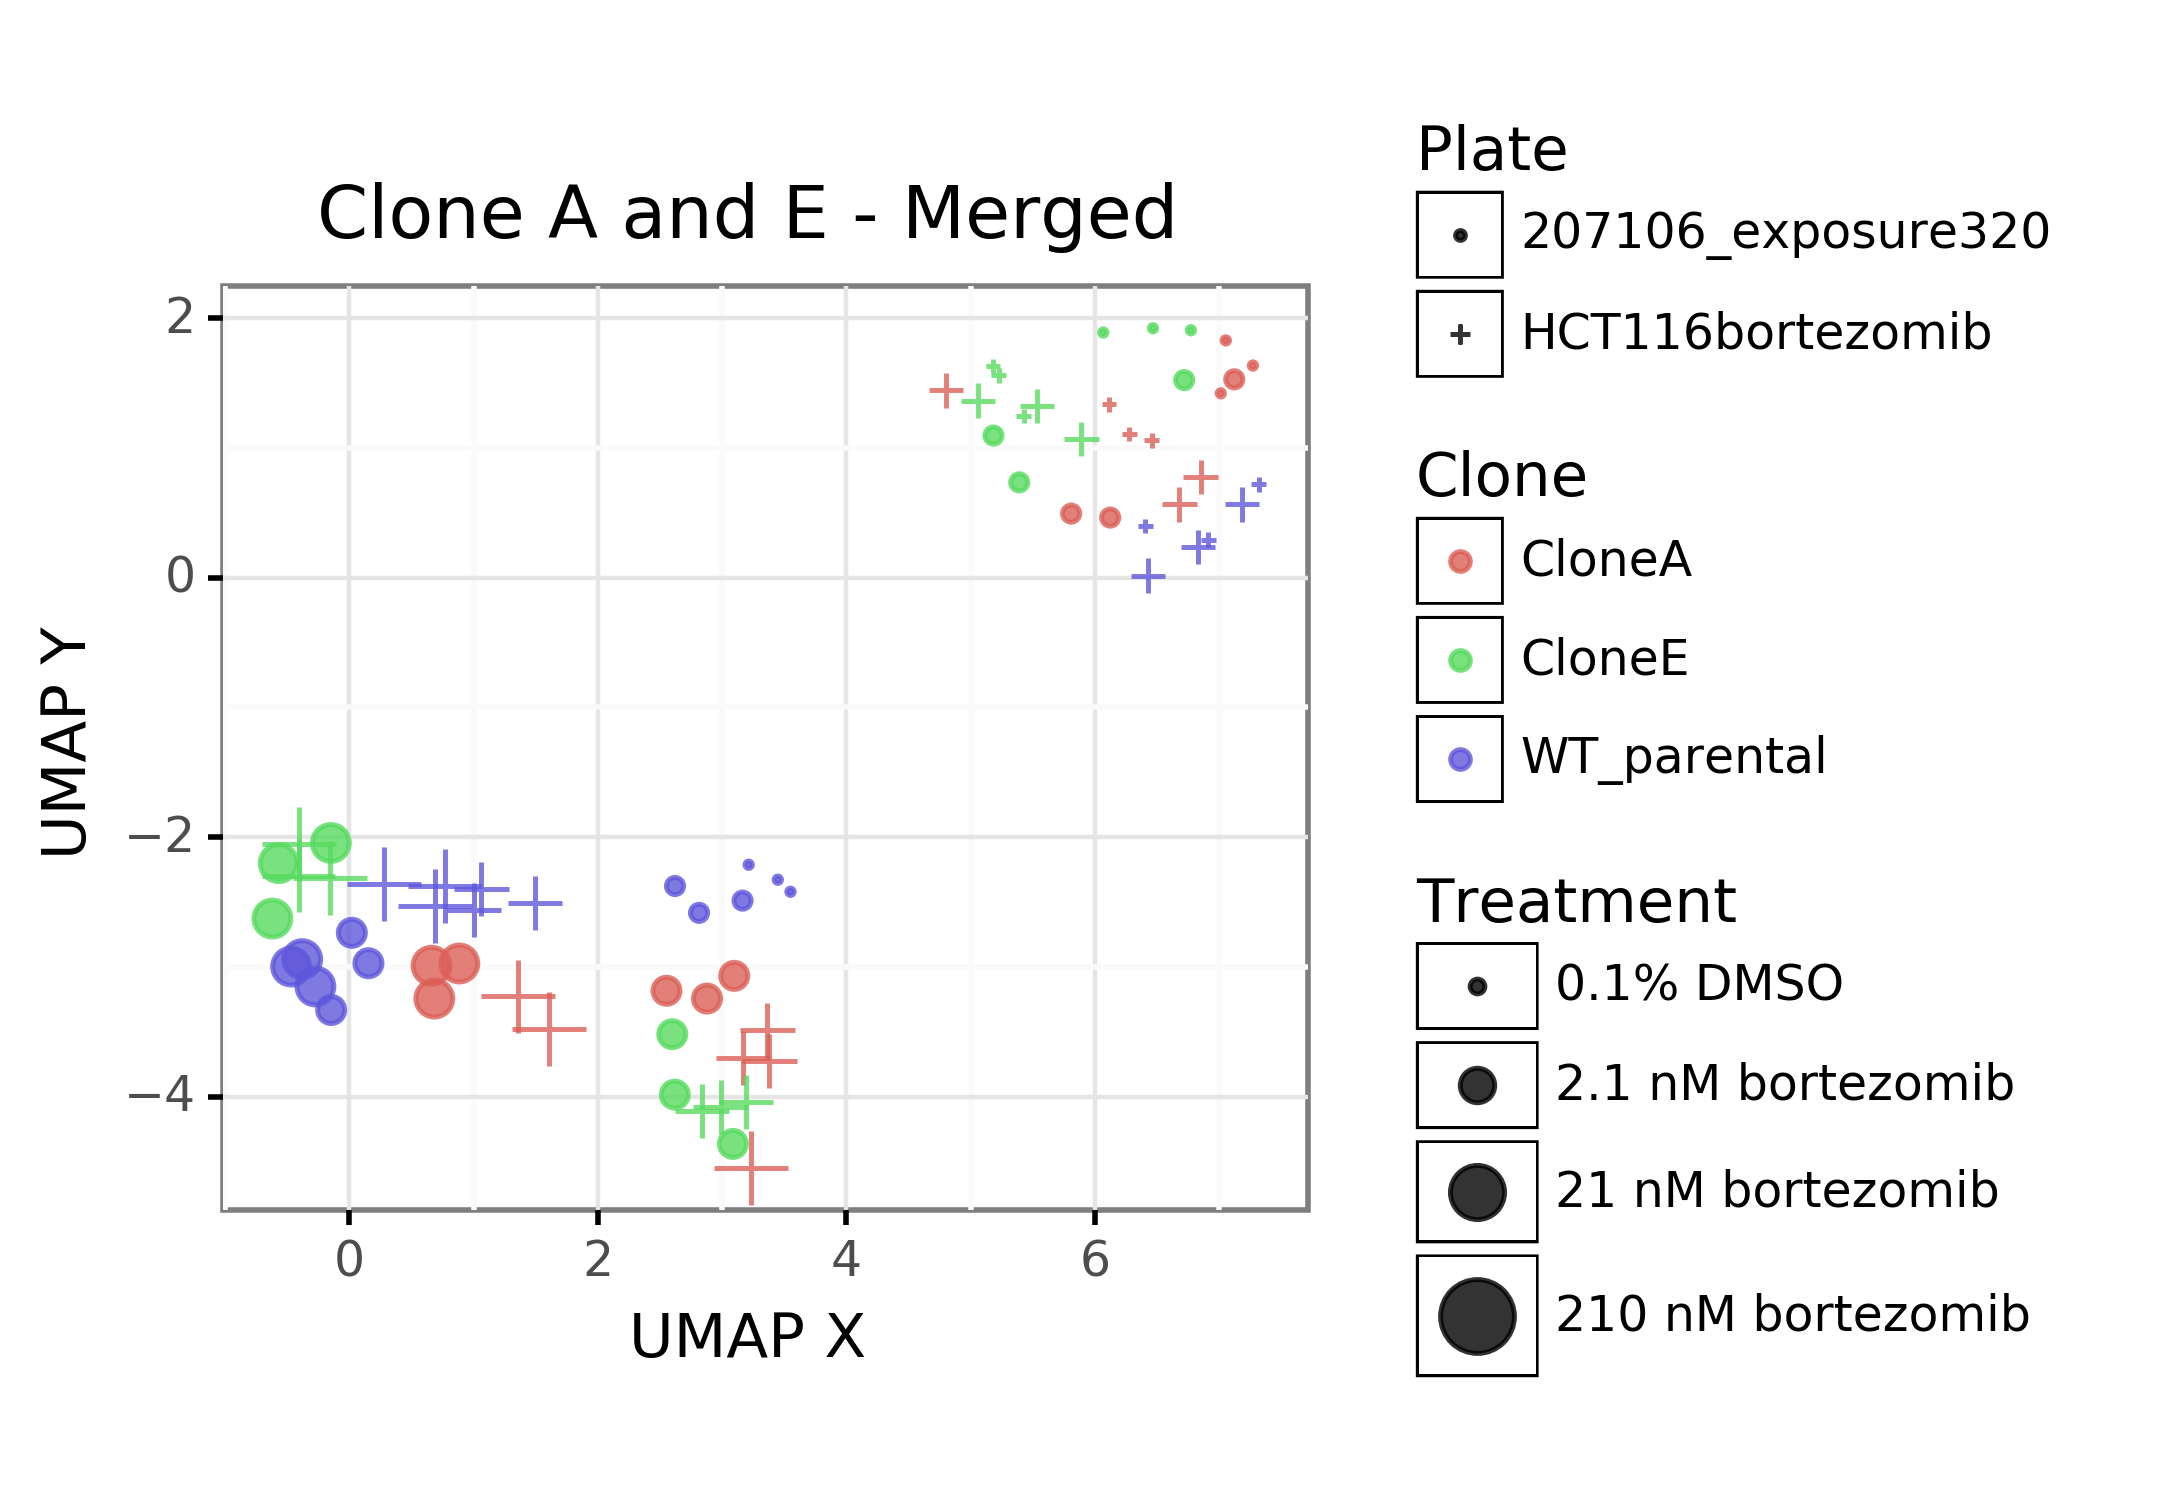 Clone A and E - Merged
2
0
−2
−4
0
2
4
6
UMAP X
UMAP Y
Plate
207106_exposure320
HCT116bortezomib
Clone
CloneA
CloneE
WT_parental
Treatment
0.1% DMSO
2.1 nM bortezomib
21 nM bortezomib
210 nM bortezomib